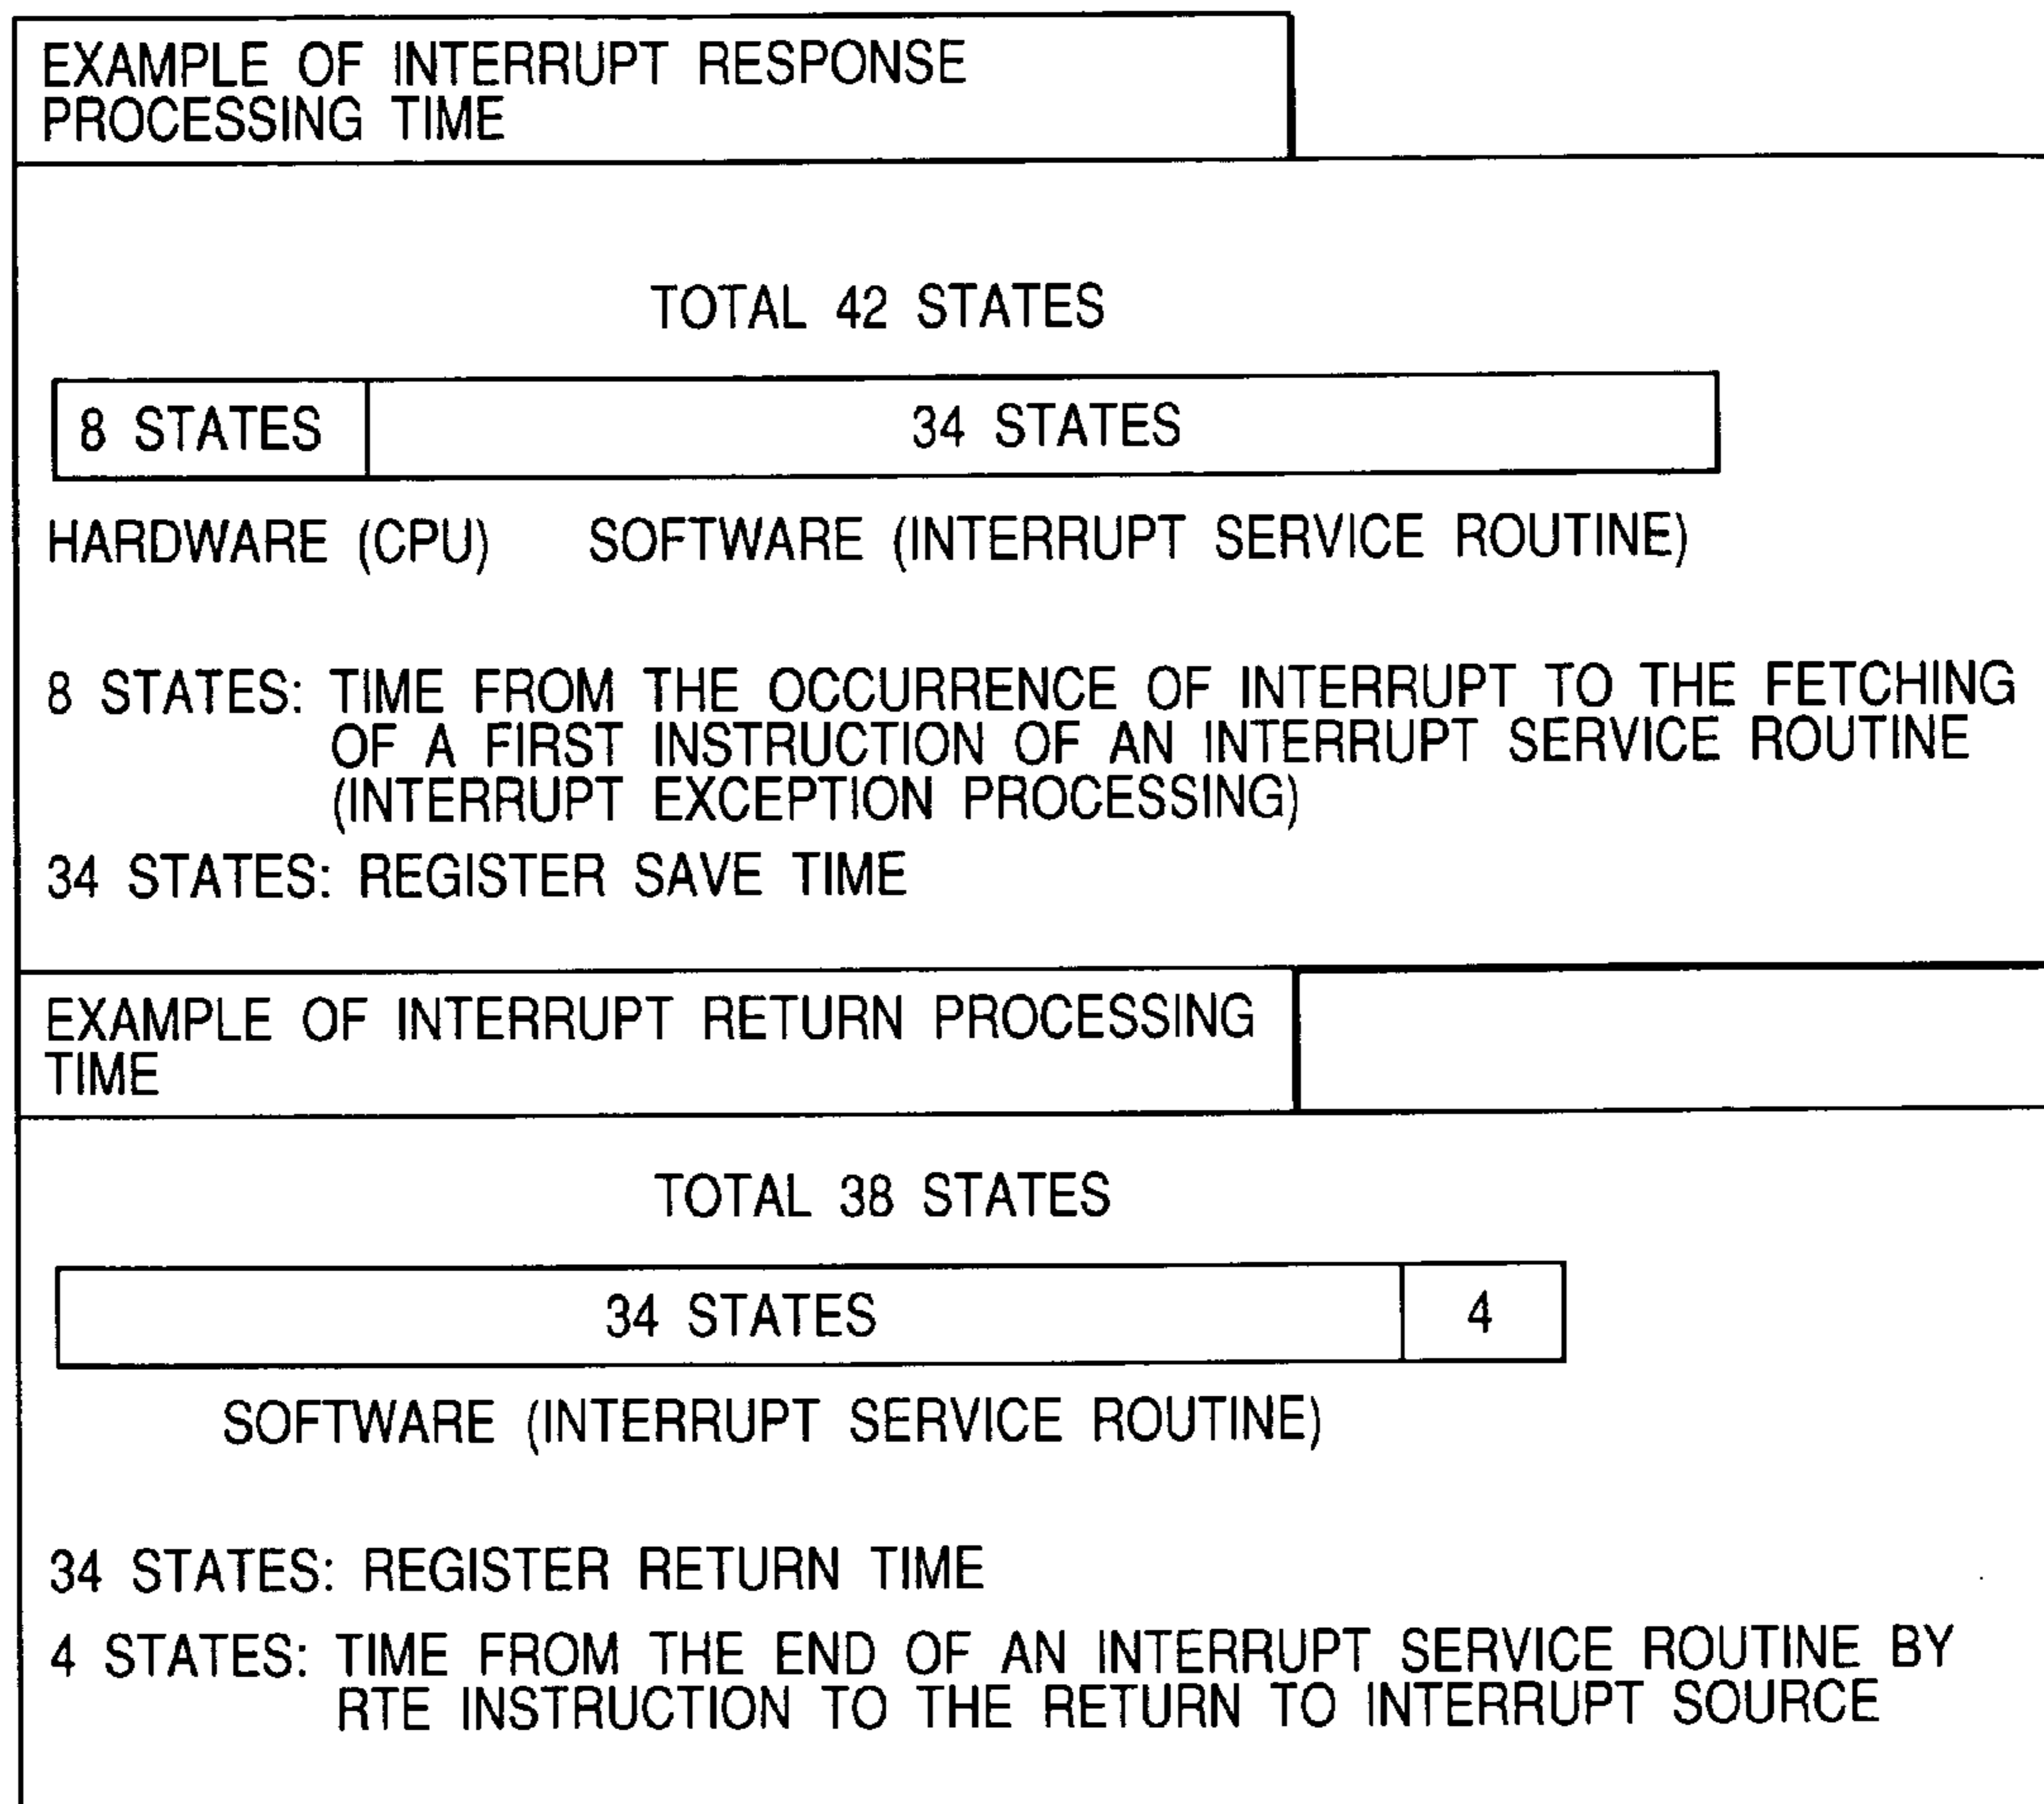 EXAMPLE OF INTERRUPT RESPONSE
PROCESSING TIME
TOTAL 42 STATES
8 STATES 34 STATES
HARDWARE (CPU) SOFTWARE (INTERRUPT SERVICE ROUTINE)
8 STATES: TIME FROM THE OCCURRENCE OF INTERRUPT TO THE FETCHING
OF A FIRST INSTRUCTION OF AN INTERRUPT SERVICE ROUTINE
(INTERRUPT EXCEPTION PROCESSING)
34 STATES: REGISTER SAVE TIME
EXAMPLE OF INTERRUPT RETURN PROCESSING
TIME
TOTAL 38 STATES
34 STATES 4
SOFTWARE (INTERRUPT SERVICE ROUTINE)
34 STATES: REGISTER RETURN TIME
4 STATES: TIME FROM THE END OF AN INTERRUPT SERVICE ROUTINE BY
RTE INSTRUCTION TO THE RETURN TO INTERRUPT SOURCE